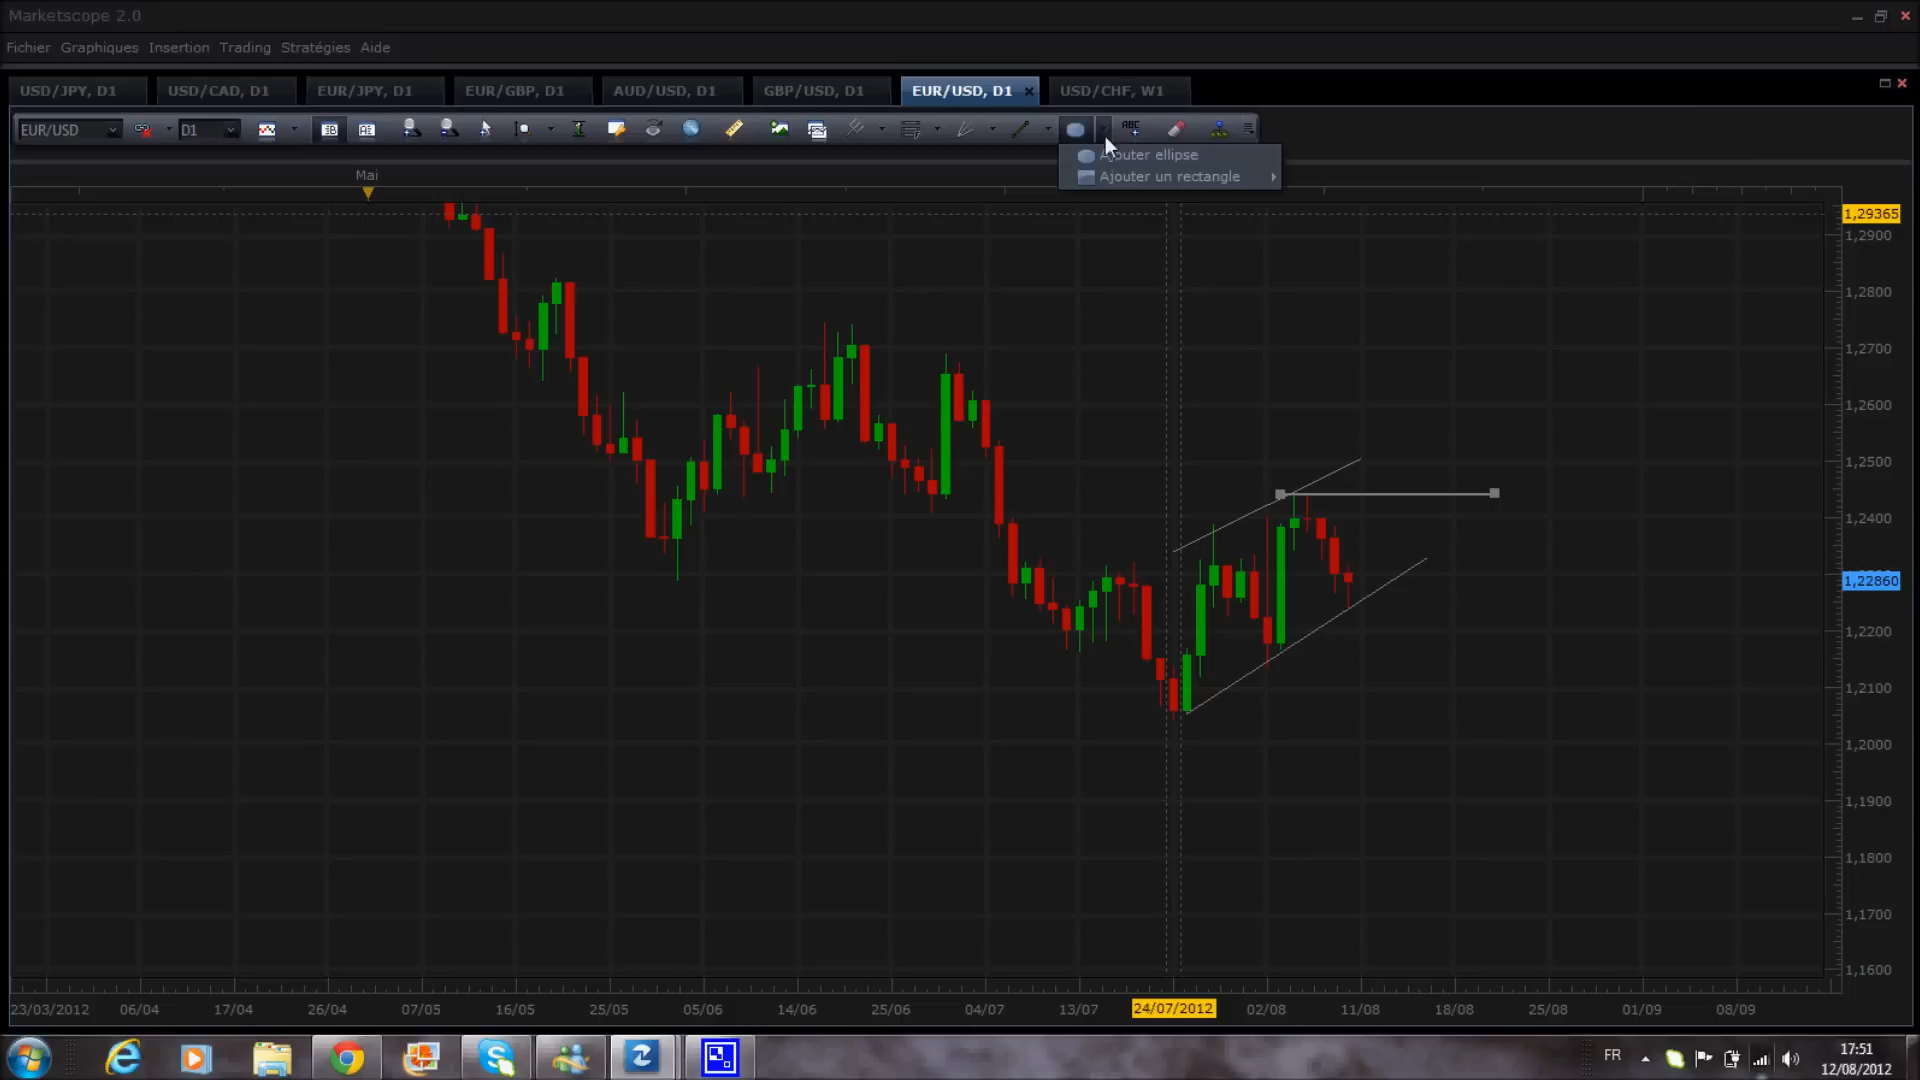 Marketscope 2.0
Fichier Graphiques Insertion Trading Stratégies Aide
USD/JPY, D1 USD/CAD, D1 EUR/JPY, D1 EUR/GBP, D1 AUD/USD, D1 GBP/USD, D1 EUR/USD, D1 USD/CHF, W1
EUR/USD D1 ABC
Ajouter ellipse
Ajouter un rectangle
Mai
1,29365
1,2900
1,2800
1,2700
1,2600
1,2500
1,2400
1,22860
1,2200
1,2100
1,2000
1,1900
1,1800
1,1700
1,1600
23/03/2012 06/04 17/04 26/04 07/05 16/05 25/05 05/06 14/06 25/06 04/07 13/07 24/07/2012 02/08 11/08 18/08 25/08 01/09 08/09
FR 17:51
12/08/2012